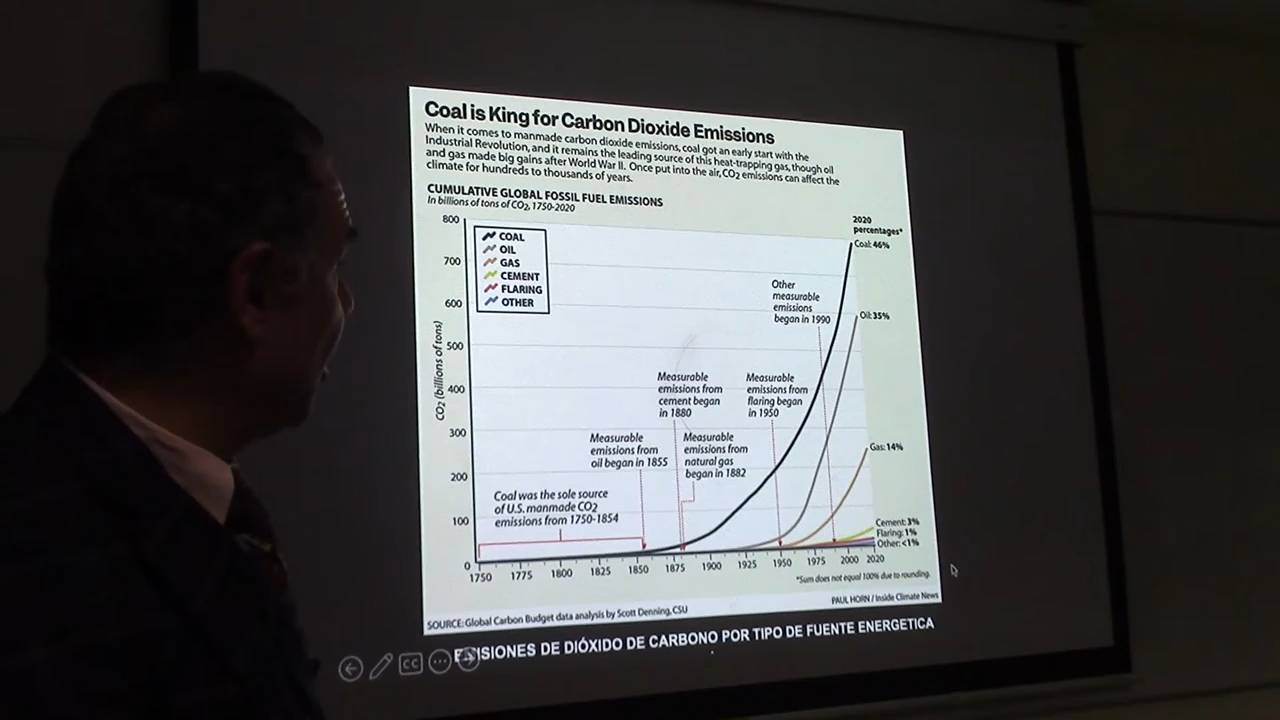 Coal is King for Carbon Dioxide Emissions
When it comes to manmade carbon dioxide emissions, coal got an early start with the
Industrial Revolution, and it remains the leading source of this heat-trapping gas, though oil
and gas made big gains after World War II. Once put into the air, CO2 emissions can affect the
climate for hundreds to thousands of years.
CUMULATIVE GLOBAL FOSSIL FUEL EMISSIONS
In billions of tons of CO2, 1750-2020
800
700
600
500
400
300
200
100
0
CO2 (billions of tons)
COAL
OIL
GAS
CEMENT
FLARING
OTHER
2020
percentages*
Coal: 46%
Oil: 35%
Gas: 14%
Cement: 3%
Flaring: 1%
Other: <1%
Other
measurable
emissions
began in 1990
Measurable
emissions from
cement began
in 1880
Measurable
emissions from
flaring began
in 1950
Measurable
emissions from
oil began in 1855
Measurable
emissions from
natural gas
began in 1882
Coal was the sole source
of U.S. manmade CO2
emissions from 1750-1854
1750 1775 1800 1825 1850 1875 1900 1925 1950 1975 2000 2020
*Sum does not equal 100% due to rounding.
SOURCE: Global Carbon Budget data analysis by Scott Denning, CSU
PAUL HORN / Inside Climate News
EMISIONES DE DIÓXIDO DE CARBONO POR TIPO DE FUENTE ENERGETICA
CC